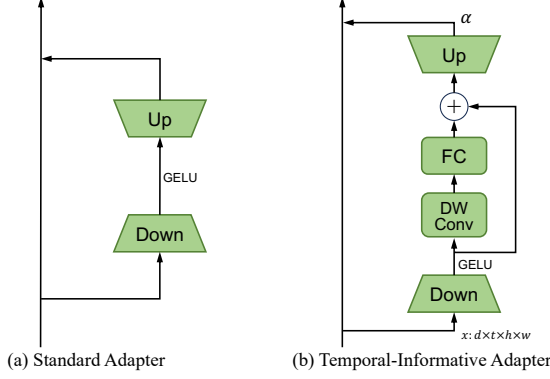 Up
GELU
Down
(a) Standard Adapter
α
Up
+
FC
DW
Conv
GELU
Down
x: d×t×h×w
(b) Temporal-Informative Adapter